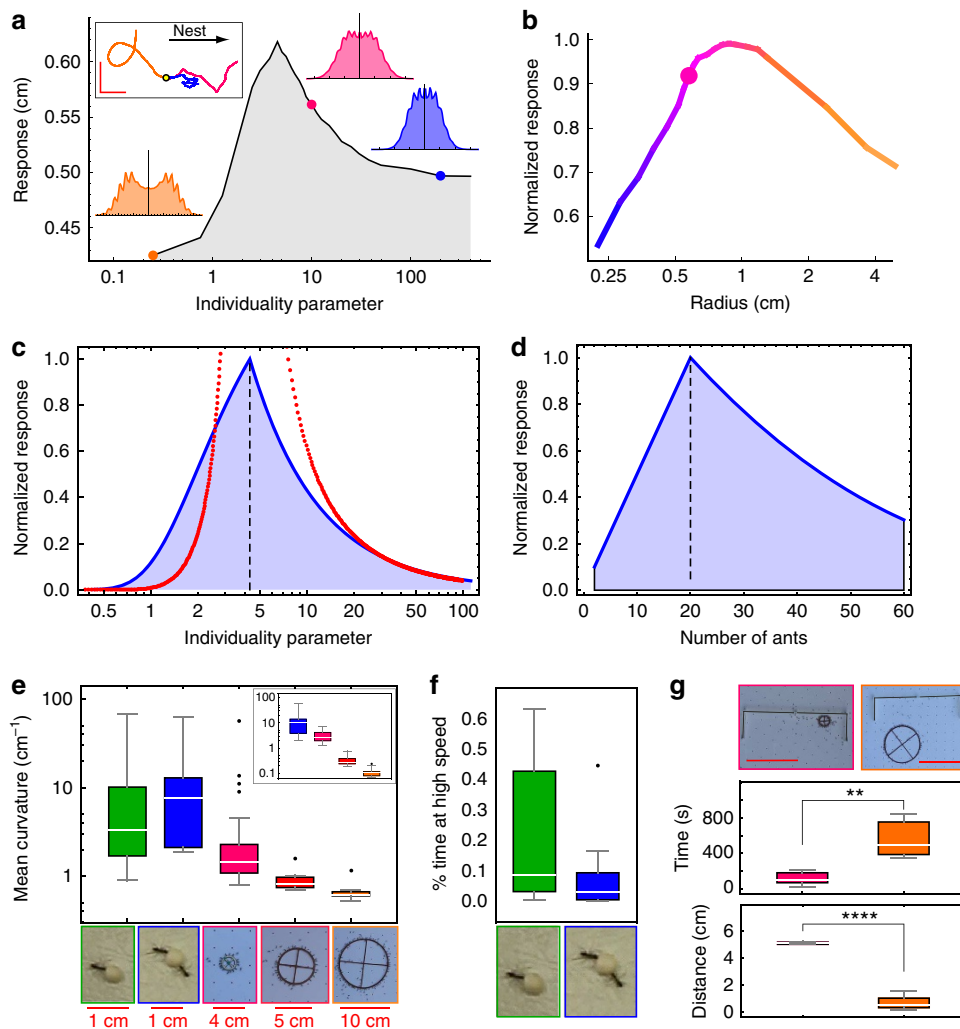 a
Nest
0.60
0.55
0.50
0.45
Response (cm)
0.1 1 10 100
Individuality parameter
b
1.0
0.9
0.8
0.7
0.6
Normalized response
0.25 0.5 1 2 4
Radius (cm)
c
1.0
0.8
0.6
0.4
0.2
0.0
Normalized response
0.5 1 2 5 10 20 50 100
Individuality parameter
d
1.0
0.8
0.6
0.4
0.2
0.0
Normalized response
0 10 20 30 40 50 60
Number of ants
e
100
10
1
Mean curvature (cm⁻¹)
100
10
1
0.1
1 cm 1 cm 4 cm 5 cm 10 cm
f
0.6
0.5
0.4
0.3
0.2
0.1
0.0
% time at high speed
g
**
800
400
0
Time (s)
****
6
4
2
0
Distance (cm)